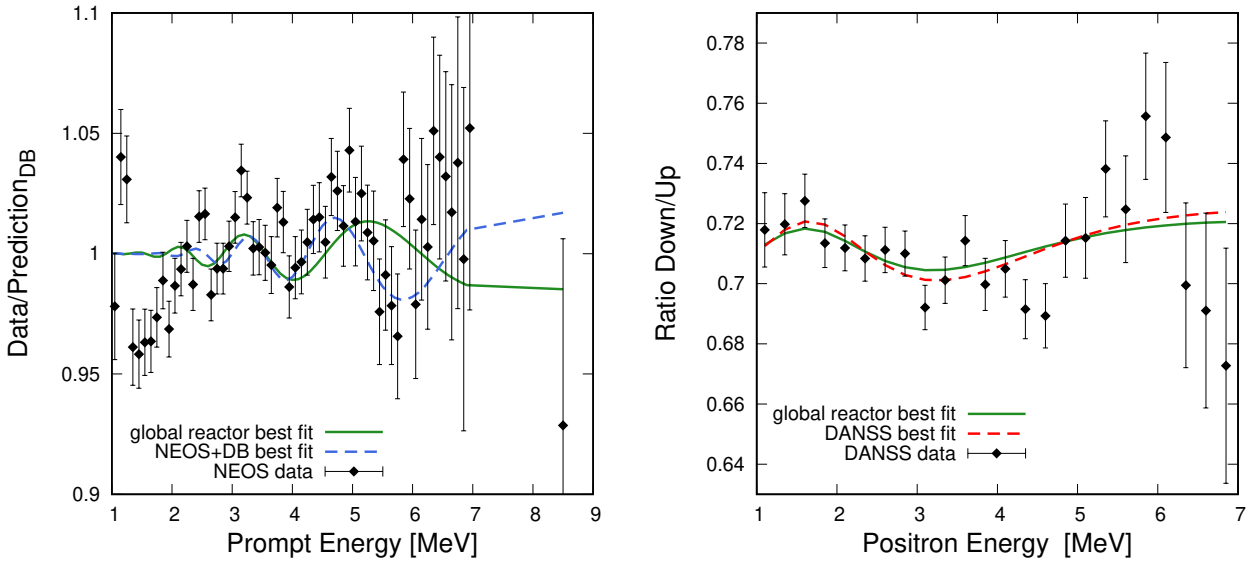 Data/Prediction_DB
1.1
1.05
1
0.95
0.9
global reactor best fit
NEOS+DB best fit
NEOS data
1 2 3 4 5 6 7 8 9
Prompt Energy [MeV]
Ratio Down/Up
0.78
0.76
0.74
0.72
0.7
0.68
0.66
0.64
global reactor best fit
DANSS best fit
DANSS data
1 2 3 4 5 6 7
Positron Energy [MeV]